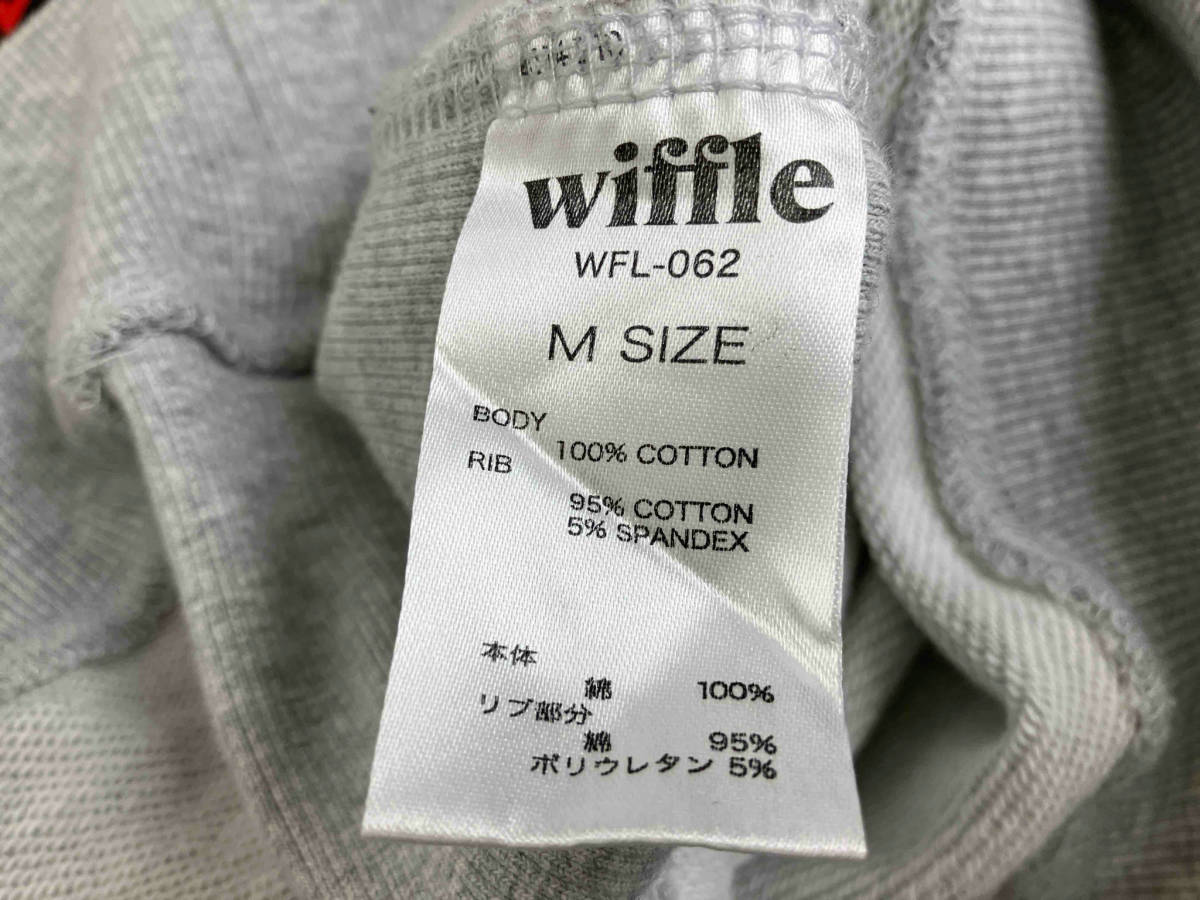 wiffle
WFL-062
M SIZE
BODY
100% COTTON
RIB
95% COTTON
5% SPANDEX
本体
綿 100%
リブ部分
綿 95%
ポリウレタン 5%